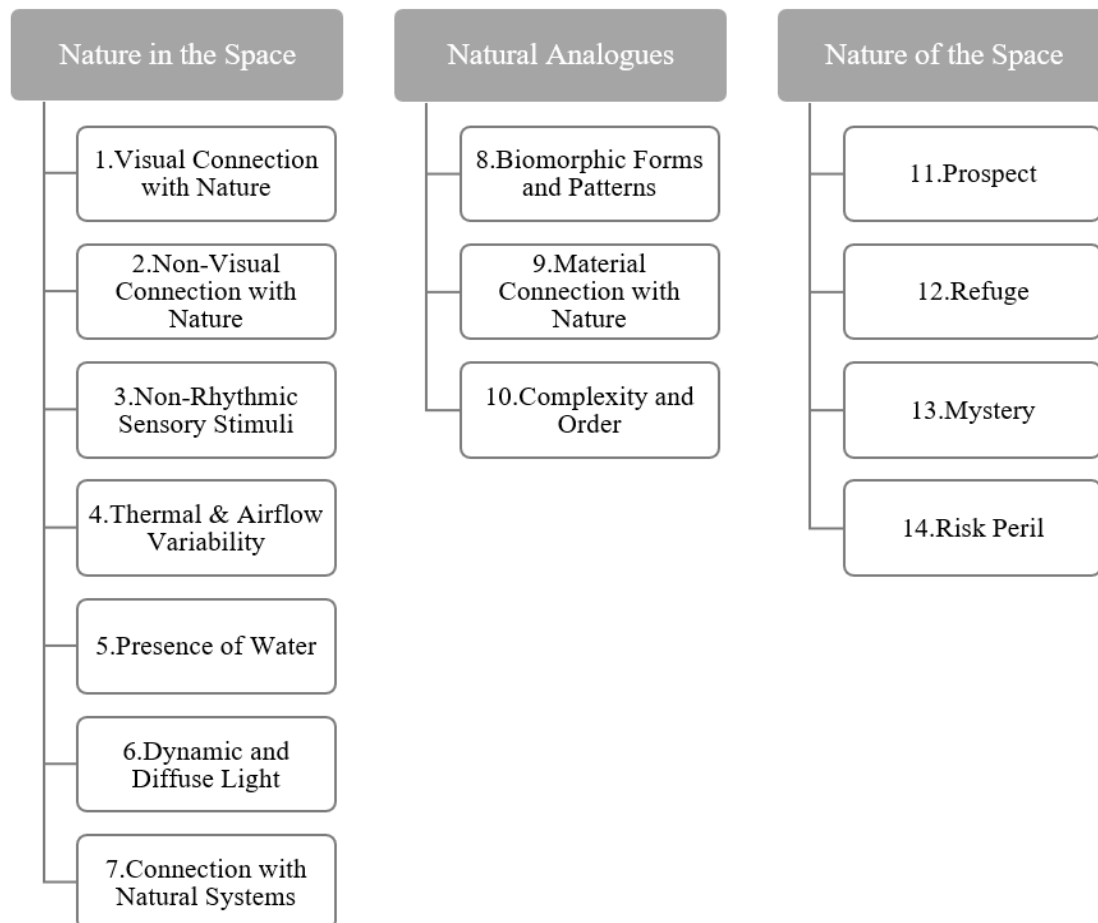 Nature in the Space
1.Visual Connection
with Nature
2.Non-Visual
Connection with
Nature
3.Non-Rhythmic
Sensory Stimuli
4.Thermal & Airflow
Variability
5.Presence of Water
6.Dynamic and
Diffuse Light
7.Connection with
Natural Systems
Natural Analogues
8.Biomorphic Forms
and Patterns
9.Material
Connection with
Nature
10.Complexity and
Order
Nature of the Space
11.Prospect
12.Refuge
13.Mystery
14.Risk Peril